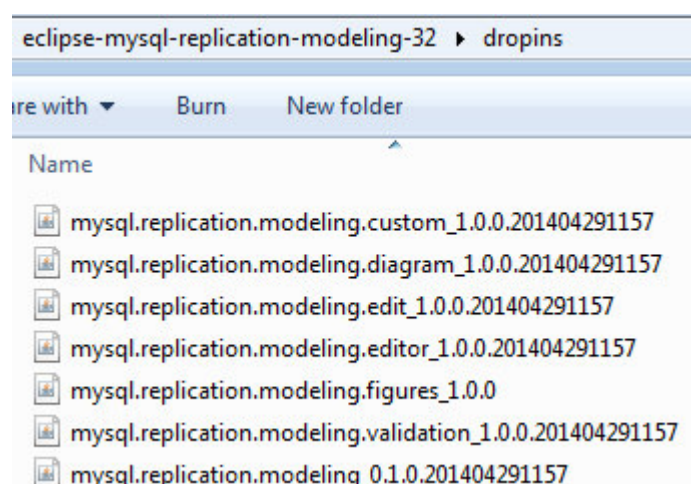 eclipse-mysql-replication-modeling-32 ▸ dropins
are with ▾ Burn New folder
Name
mysql.replication.modeling.custom_1.0.0.201404291157
mysql.replication.modeling.diagram_1.0.0.201404291157
mysql.replication.modeling.edit_1.0.0.201404291157
mysql.replication.modeling.editor_1.0.0.201404291157
mysql.replication.modeling.figures_1.0.0
mysql.replication.modeling.validation_1.0.0.201404291157
mysql.replication.modeling_0.1.0.201404291157